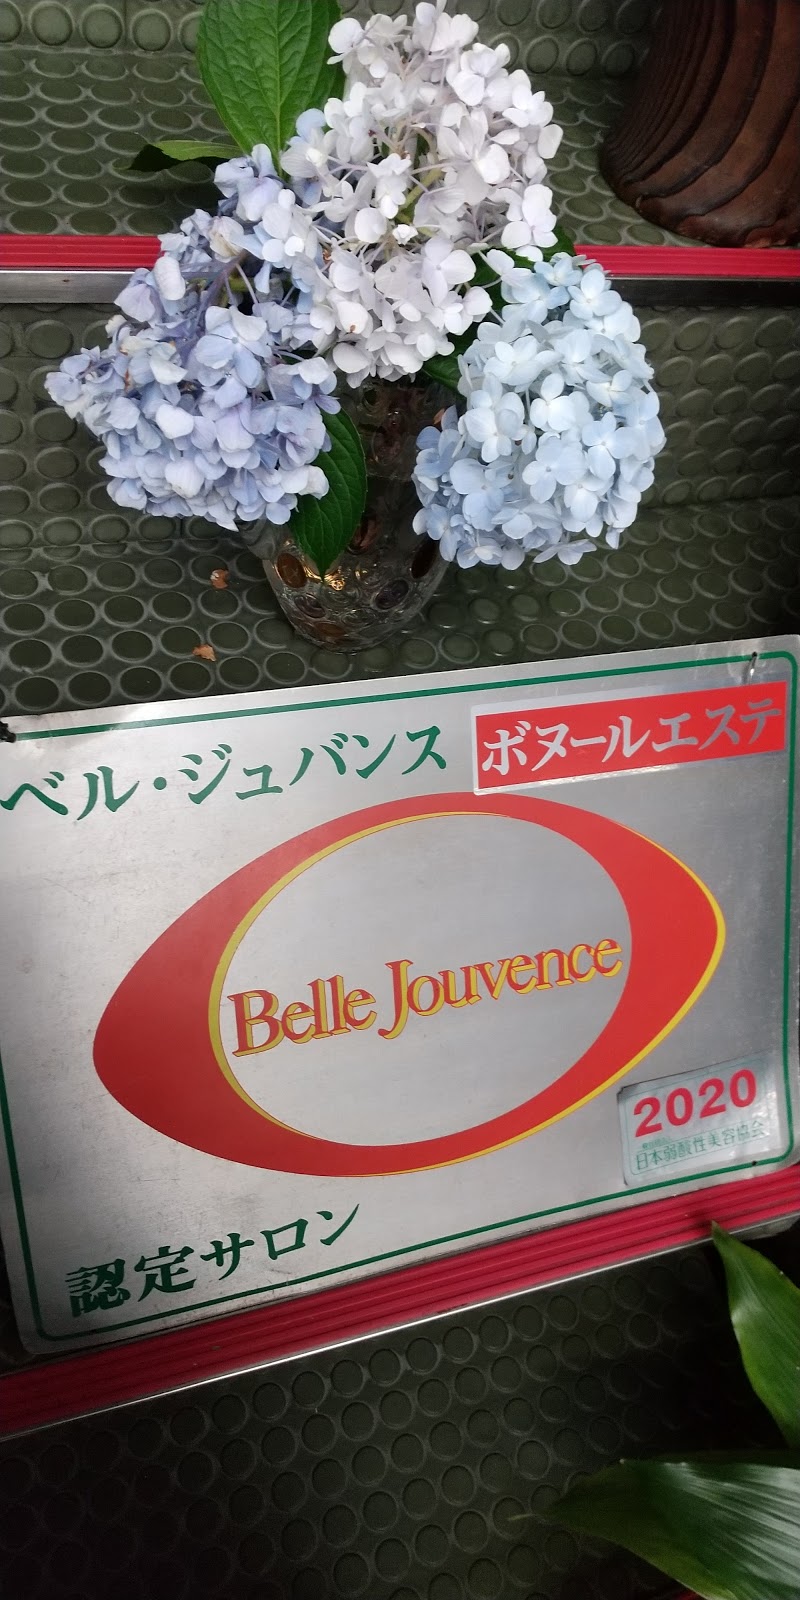 ベル・ジュバンス
ボヌールエステ
Belle Jouvence
2020
日本弱酸性美容協会
認定サロン